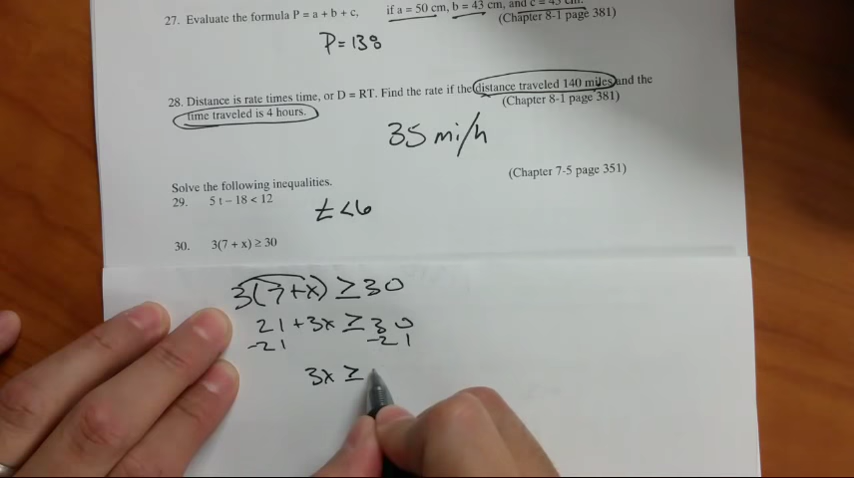 27. Evaluate the formula P = a + b + c, if a = 50 cm, b = 43 cm, and c = 45 cm.
(Chapter 8-1 page 381)
P = 138
28. Distance is rate times time, or D = RT. Find the rate if the distance traveled 140 miles and the
time traveled is 4 hours. (Chapter 8-1 page 381)
35 mi/h
(Chapter 7-5 page 351)
Solve the following inequalities.
29. 5 t – 18 < 12 t < 6
30. 3(7 + x) ≥ 30
3(7+x) ≥ 30
21 + 3x ≥ 30
-21 -21
3x ≥